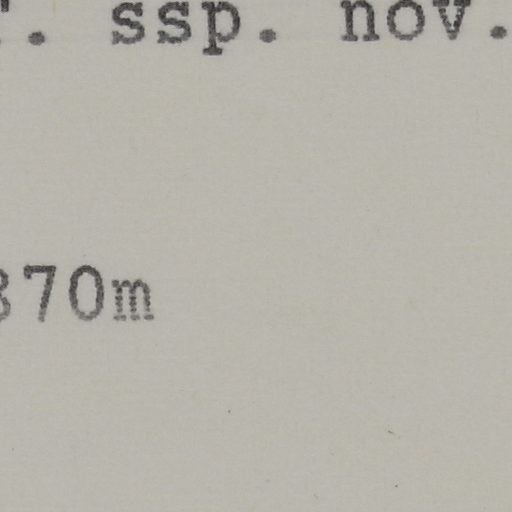 . ssp. nov.
370m